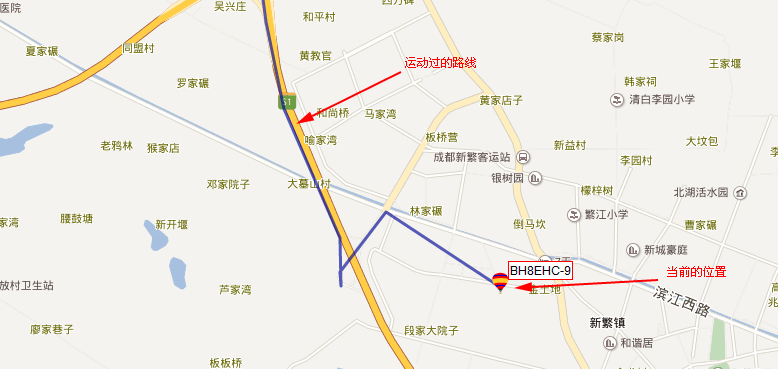 医院
吴兴庄
和平村
四方碑
夏家碾
同盟村
黄教官
运动过的路线
蔡家岗
王家堰
罗家碾
韩家祠
31
和尚桥
马家湾
黄家店子
清白李园小学
老鸦林
猴家店
喻家湾
板桥营
成都新繁客运站
新益村
大坟包
李园村
邓家院子
大墓山村
银树园
檬梓树
北湖活水园
家湾
腰鼓塘
新开堰
林家碾
倒马坎
繁江小学
曹家碾
新城豪庭
BH8EHC-9
当前的位置
放村卫生站
芦家湾
金土地
滨江西路
廖家巷子
段家大院子
新繁镇
和谐居
板板桥